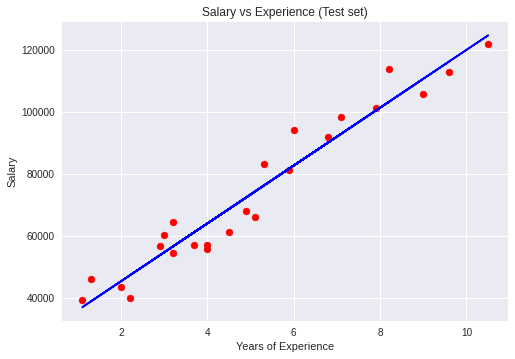 Salary vs Experience (Test set)
120000
100000
80000
60000
40000
Salary
2 4 6 8 10
Years of Experience